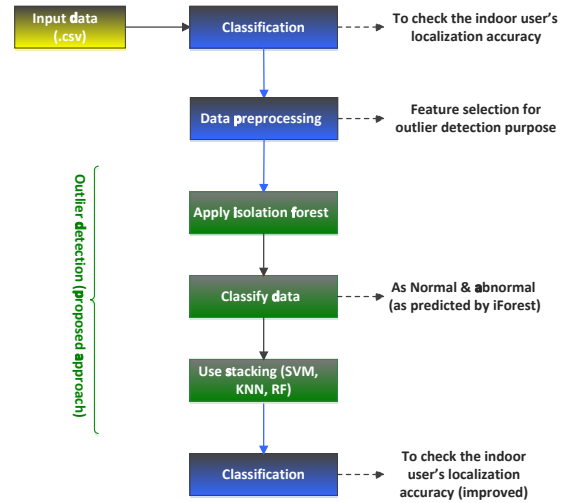 Input data
(.csv)
Classification
To check the indoor user's
localization accuracy
Data preprocessing
Feature selection for
outlier detection purpose
Outlier detection (proposed approach)
Apply isolation forest
Classify data
As Normal & abnormal
(as predicted by iForest)
Use stacking (SVM,
KNN, RF)
Classification
To check the indoor
user's localization
accuracy (improved)